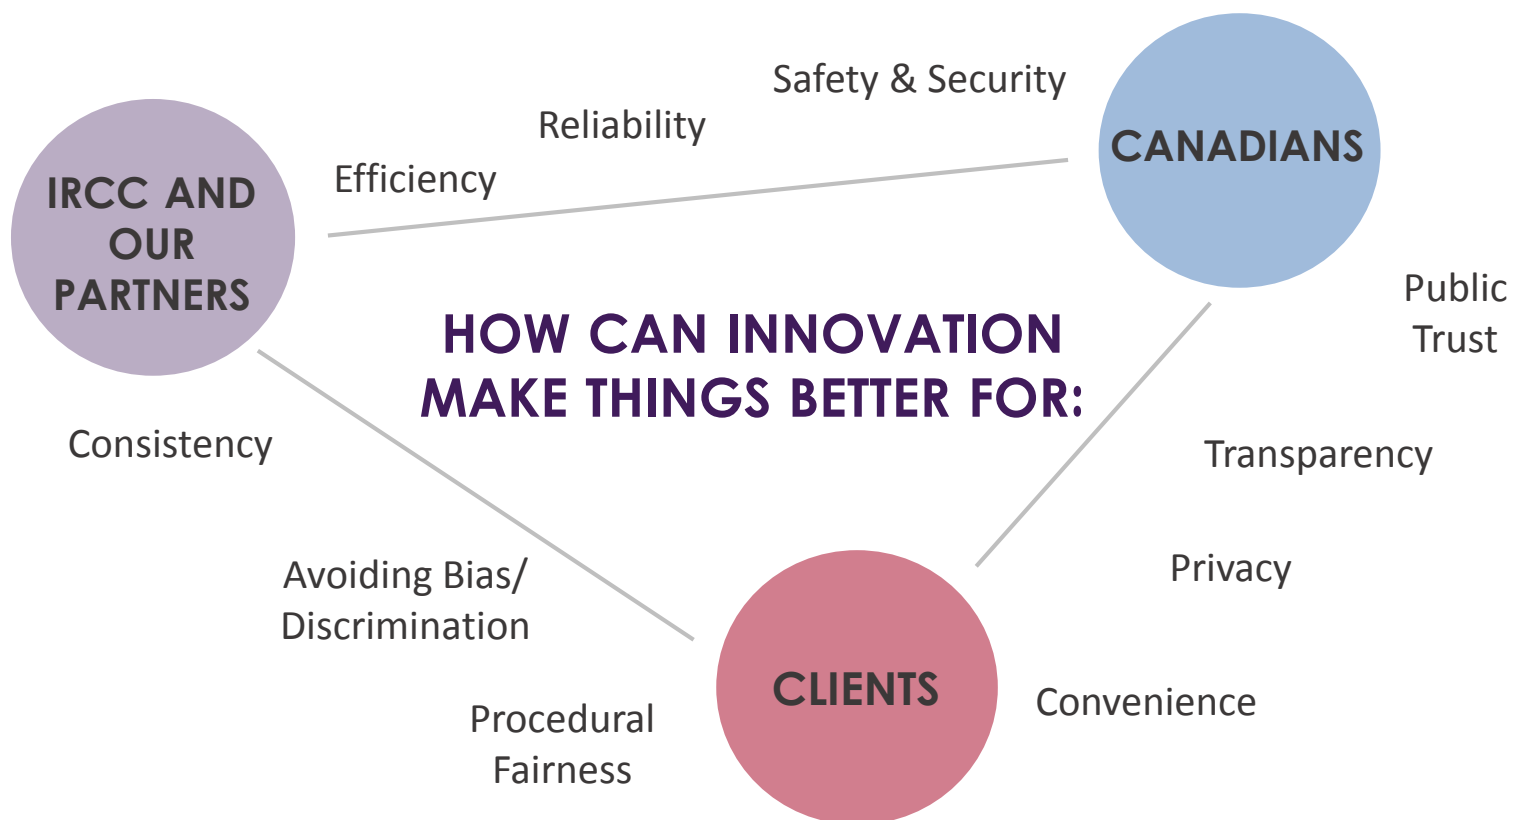 Safety & Security
Reliability
Efficiency
CANADIANS
IRCC AND
OUR
PARTNERS
Public
Trust
HOW CAN INNOVATION
MAKE THINGS BETTER FOR:
Consistency
Transparency
Avoiding Bias/
Discrimination
Privacy
CLIENTS
Convenience
Procedural
Fairness